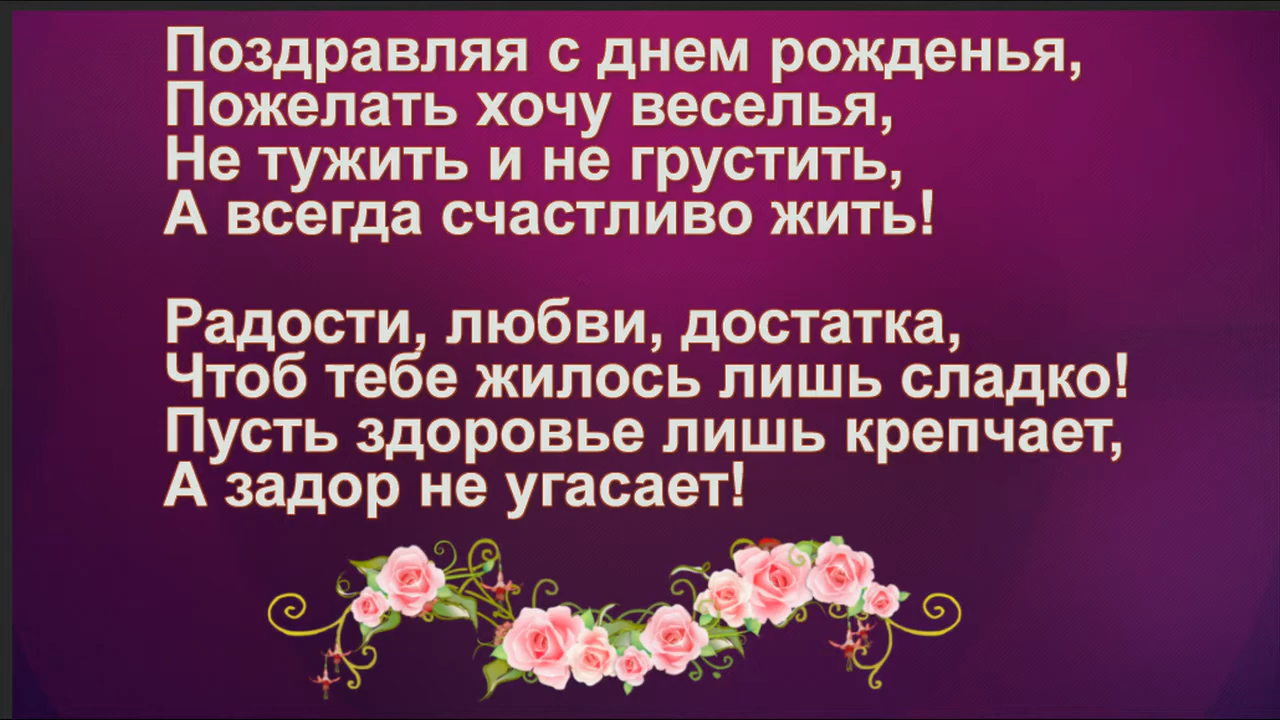 Поздравляя с днем рожденья,
Пожелать хочу веселья,
Не тужить и не грустить,
А всегда счастливо жить!
Радости, любви, достатка,
Чтоб тебе жилось лишь сладко!
Пусть здоровье лишь крепчает,
А задор не угасает!